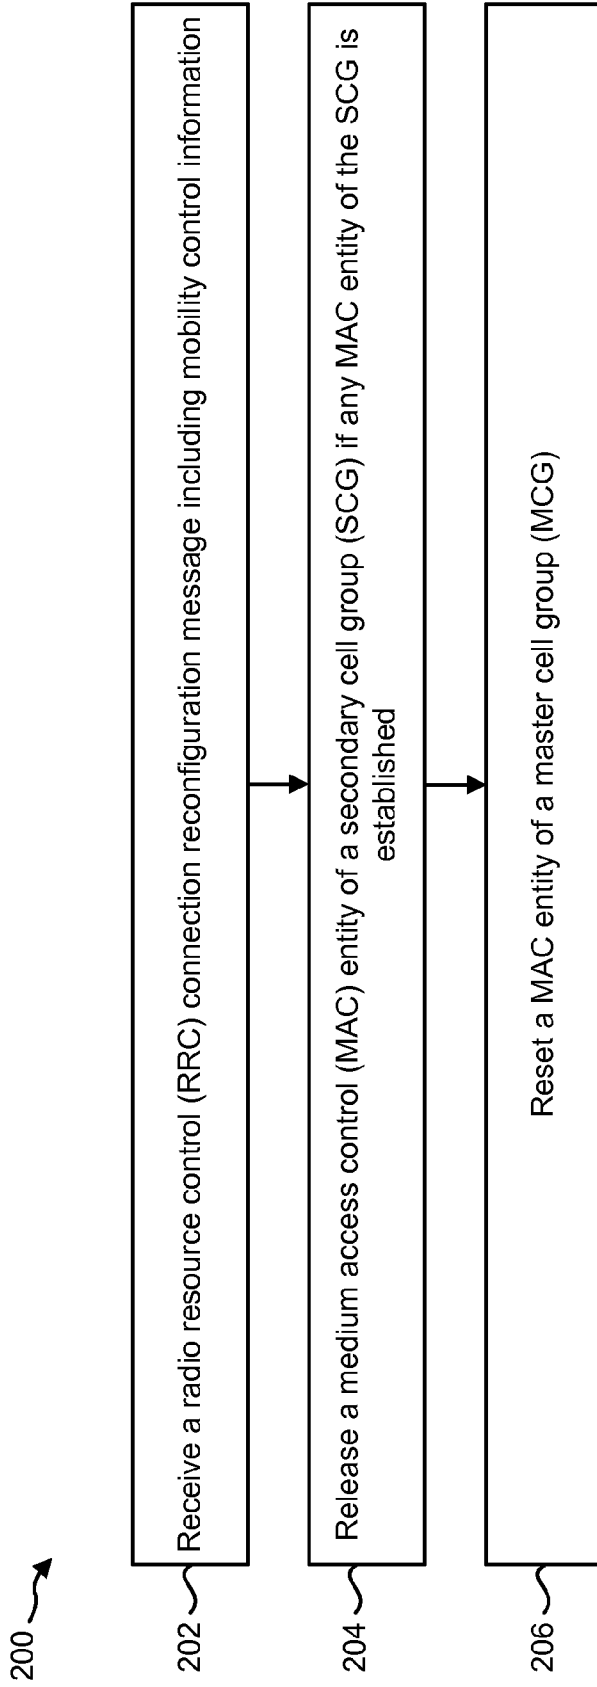 200
202
Receive a radio resource control (RRC) connection reconfiguration message including mobility control information
204
Release a medium access control (MAC) entity of a secondary cell group (SCG) if any MAC entity of the SCG is
established
206
Reset a MAC entity of a master cell group (MCG)